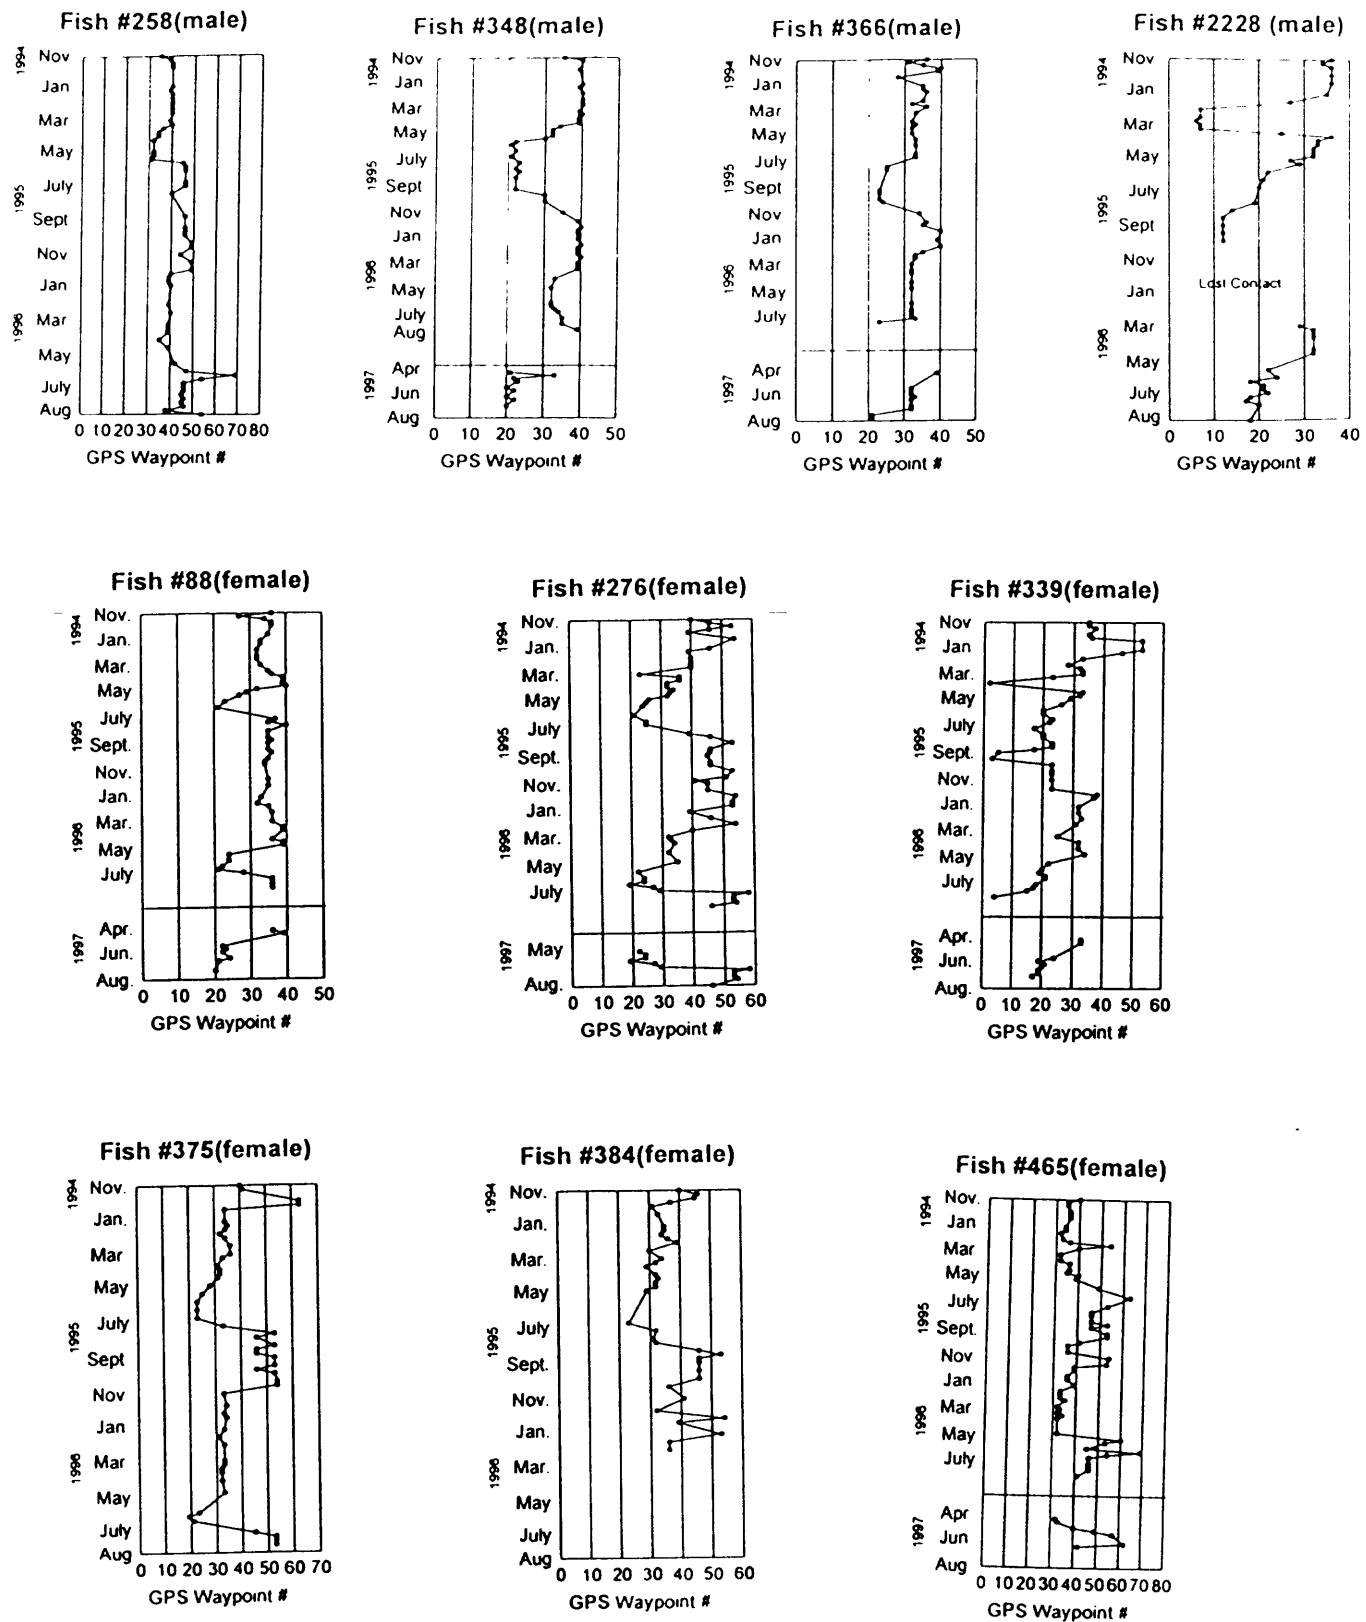 Fish #258(male)
1994
Nov
Jan
Mar
May
1995
July
Sept
Nov
Jan
1996
Mar
May
July
Aug
0 10 20 30 40 50 60 70 80
GPS Waypoint #
Fish #348(male)
1994
Nov
Jan
Mar
May
1995
July
Sept
Nov
Jan
1996
Mar
May
July
Aug
1997
Apr
Jun
Aug
0 10 20 30 40 50
GPS Waypoint #
Fish #366(male)
1994
Nov
Jan
Mar
May
1995
July
Sept
Nov
Jan
1996
Mar
May
July
1997
Apr
Jun
Aug
0 10 20 30 40 50
GPS Waypoint #
Fish #2228 (male)
1994
Nov
Jan
Mar
May
1995
July
Sept
Nov
Lost Contact
Jan
1996
Mar
May
July
Aug
0 10 20 30 40
GPS Waypoint #
Fish #88(female)
1994
Nov.
Jan.
Mar.
May
1995
July
Sept.
Nov.
Jan.
1996
Mar.
May
July
1997
Apr.
Jun.
Aug.
0 10 20 30 40 50
GPS Waypoint #
Fish #276(female)
1994
Nov.
Jan.
Mar.
May
1995
July
Sept.
Nov.
Jan.
1996
Mar.
May
July
1997
May
Aug.
0 10 20 30 40 50 60
GPS Waypoint #
Fish #339(female)
1994
Nov
Jan
Mar.
May
1995
July
Sept.
Nov.
Jan.
1996
Mar.
May
July
1997
Apr.
Jun.
Aug.
0 10 20 30 40 50 60
GPS Waypoint #
Fish #375(female)
1994
Nov.
Jan.
Mar
May
1995
July
Sept
Nov
Jan
1996
Mar
May
July
Aug
0 10 20 30 40 50 60 70
GPS Waypoint #
Fish #384(female)
1994
Nov.
Jan.
Mar.
May
1995
July
Sept.
Nov.
Jan.
1996
Mar.
May
July
Aug
0 10 20 30 40 50 60
GPS Waypoint #
Fish #465(female)
1994
Nov.
Jan
Mar
May
1995
July
Sept.
Nov
Jan
1996
Mar
May
July
1997
Apr
Jun
Aug
0 10 20 30 40 50 60 70 80
GPS Waypoint #